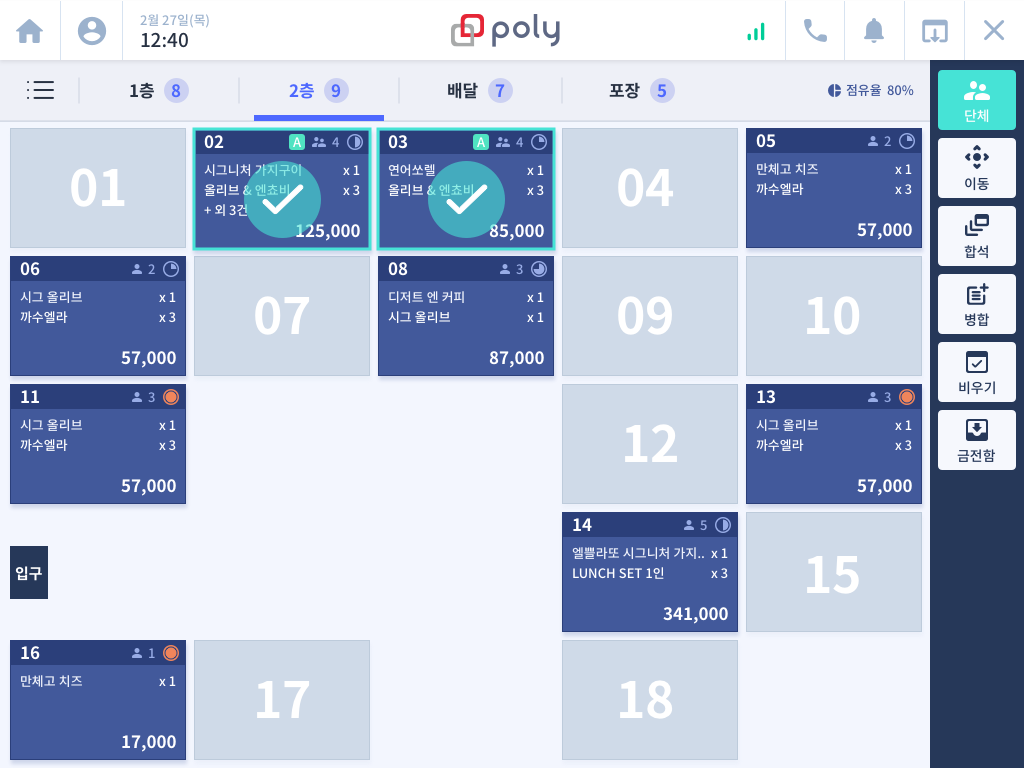 2월 27일(목)
12:40
poly
1층 8
2층 9
배달 7
포장 5
점유율 80%
01
02 A 4
시그니처 가지구이 x 1
올리브 & 엔쵸비 x 3
+ 외 3건
125,000
03 A 4
연어쏘렐 x 1
올리브 & 엔쵸비 x 3
85,000
04
05 2
만체고 치즈 x 1
까수엘라 x 3
57,000
06 2
시그 올리브 x 1
까수엘라 x 3
57,000
07
08 3
디저트 엔 커피 x 1
시그 올리브 x 1
87,000
09
10
11 3
시그 올리브 x 1
까수엘라 x 3
57,000
12
13 3
시그 올리브 x 1
까수엘라 x 3
57,000
입구
14 5
엘쁠라또 시그니처 가지.. x 1
LUNCH SET 1인 x 3
341,000
15
16 1
만체고 치즈 x 1
17,000
17
18
단체
이동
합석
병합
비우기
금전함